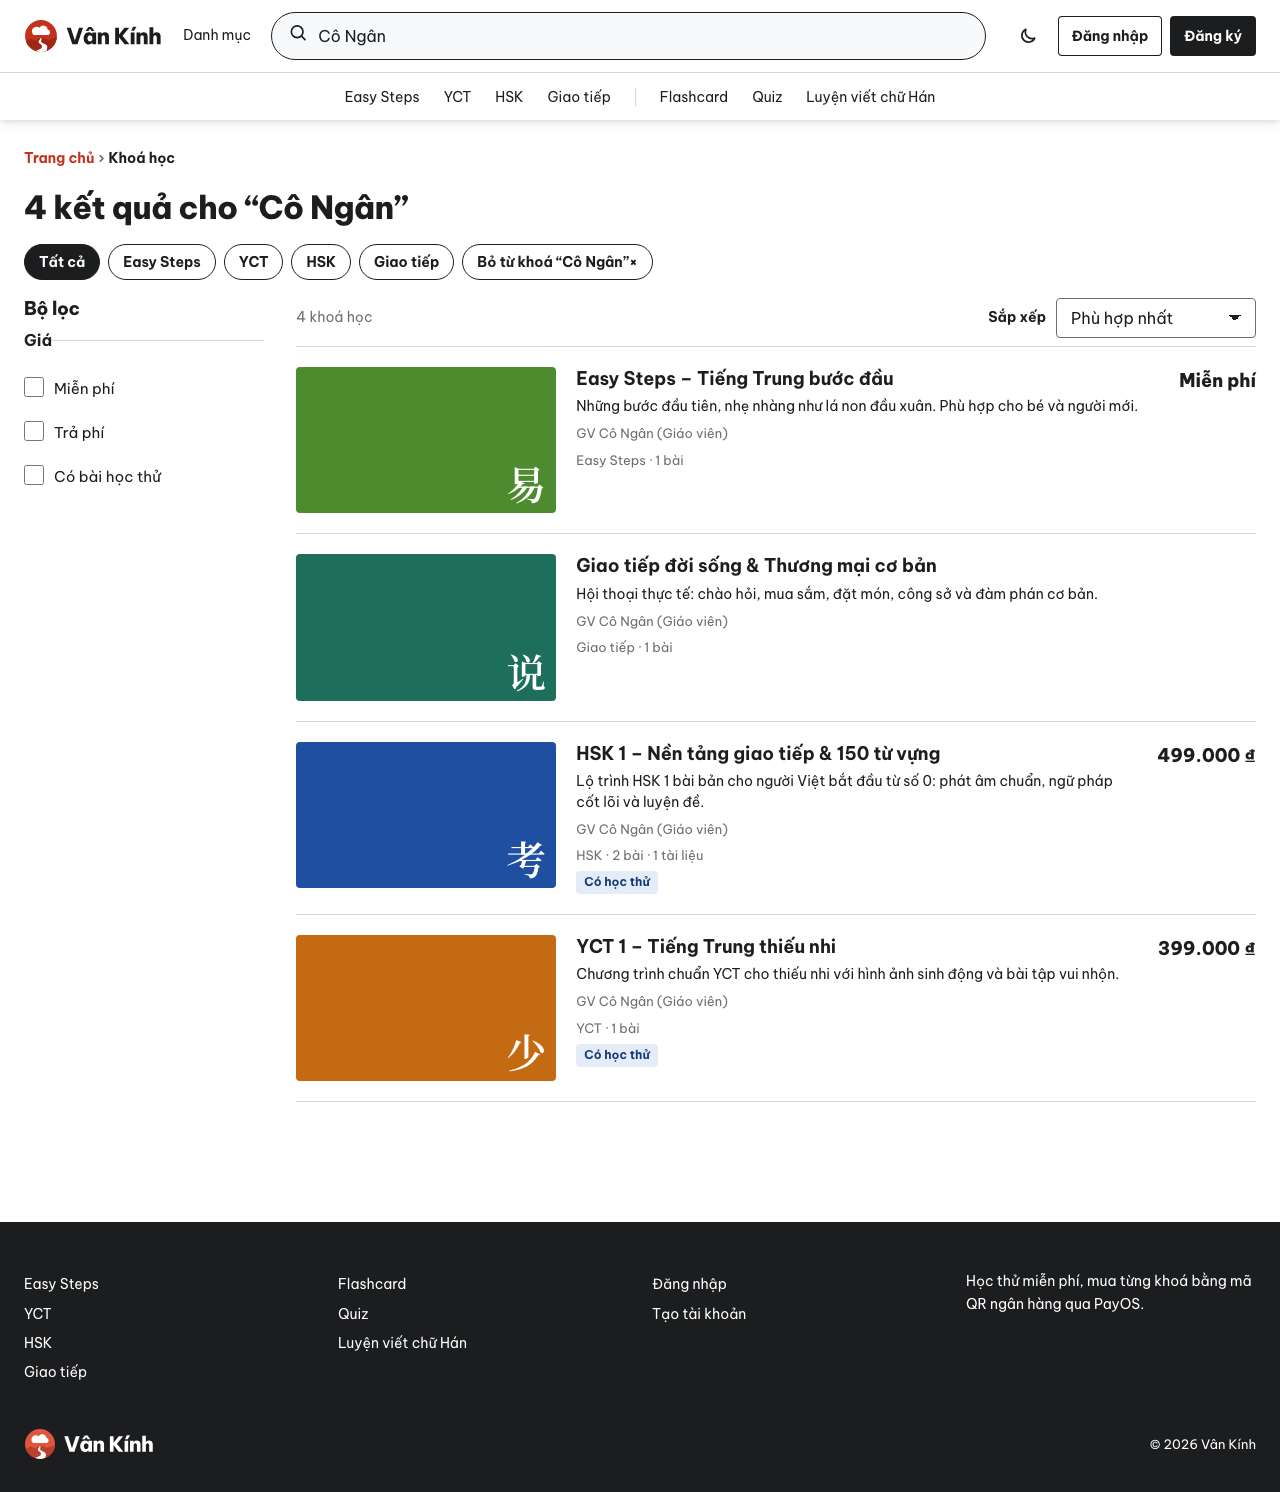 Vân Kính
Danh mục
Cô Ngân
Đăng nhập
Đăng ký
Easy Steps
YCT
HSK
Giao tiếp
Flashcard
Quiz
Luyện viết chữ Hán
Trang chủ › Khoá học
4 kết quả cho “Cô Ngân”
Tất cả
Easy Steps
YCT
HSK
Giao tiếp
Bỏ từ khoá “Cô Ngân”×
Bộ lọc
Giá
Miễn phí
Trả phí
Có bài học thử
4 khoá học
Sắp xếp
Phù hợp nhất
易
Easy Steps – Tiếng Trung bước đầu
Miễn phí
Những bước đầu tiên, nhẹ nhàng như lá non đầu xuân. Phù hợp cho bé và người mới.
GV Cô Ngân (Giáo viên)
Easy Steps · 1 bài
说
Giao tiếp đời sống & Thương mại cơ bản
Hội thoại thực tế: chào hỏi, mua sắm, đặt món, công sở và đàm phán cơ bản.
GV Cô Ngân (Giáo viên)
Giao tiếp · 1 bài
考
HSK 1 – Nền tảng giao tiếp & 150 từ vựng
499.000 ₫
Lộ trình HSK 1 bài bản cho người Việt bắt đầu từ số 0: phát âm chuẩn, ngữ pháp
cốt lõi và luyện đề.
GV Cô Ngân (Giáo viên)
HSK · 2 bài · 1 tài liệu
Có học thử
少
YCT 1 – Tiếng Trung thiếu nhi
399.000 ₫
Chương trình chuẩn YCT cho thiếu nhi với hình ảnh sinh động và bài tập vui nhộn.
GV Cô Ngân (Giáo viên)
YCT · 1 bài
Có học thử
Easy Steps
YCT
HSK
Giao tiếp
Flashcard
Quiz
Luyện viết chữ Hán
Đăng nhập
Tạo tài khoản
Học thử miễn phí, mua từng khoá bằng mã
QR ngân hàng qua PayOS.
Vân Kính
© 2026 Vân Kính